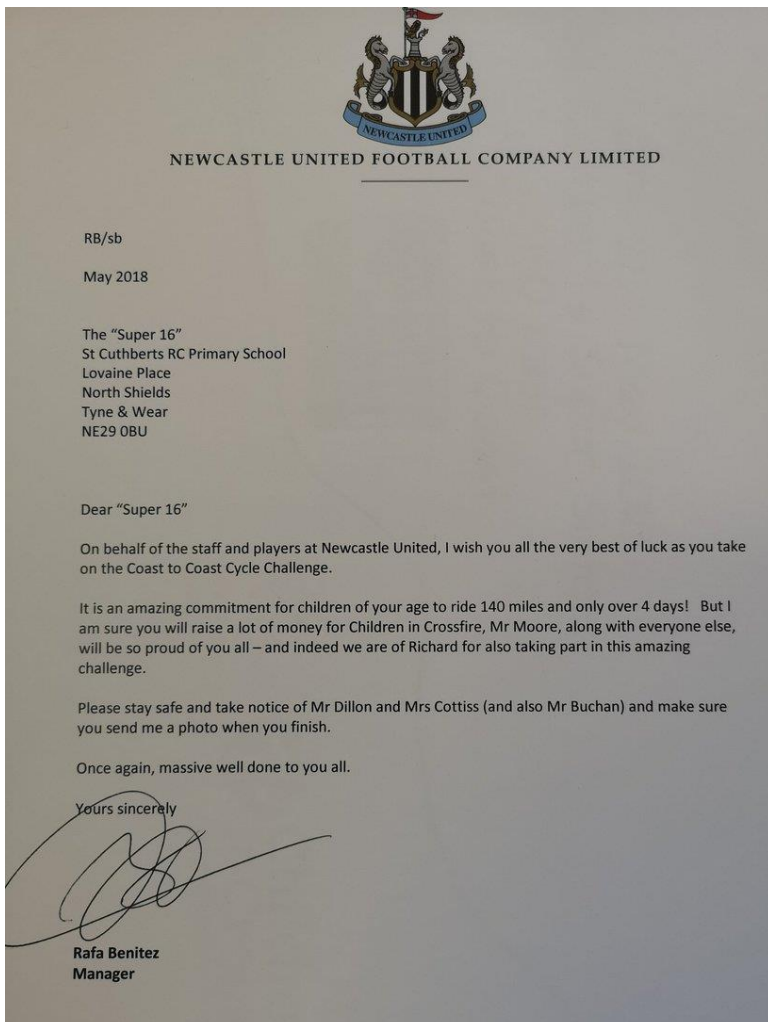 NEWCASTLE UNITED
NEWCASTLE UNITED FOOTBALL COMPANY LIMITED
RB/sb
May 2018
The “Super 16”
St Cuthberts RC Primary School
Lovaine Place
North Shields
Tyne & Wear
NE29 0BU
Dear “Super 16”
On behalf of the staff and players at Newcastle United, I wish you all the very best of luck as you take
on the Coast to Coast Cycle Challenge.
It is an amazing commitment for children of your age to ride 140 miles and only over 4 days!   But I
am sure you will raise a lot of money for Children in Crossfire, Mr Moore, along with everyone else,
will be so proud of you all – and indeed we are of Richard for also taking part in this amazing
challenge.
Please stay safe and take notice of Mr Dillon and Mrs Cottiss (and also Mr Buchan) and make sure
you send me a photo when you finish.
Once again, massive well done to you all.
Yours sincerely
Rafa Benitez
Manager